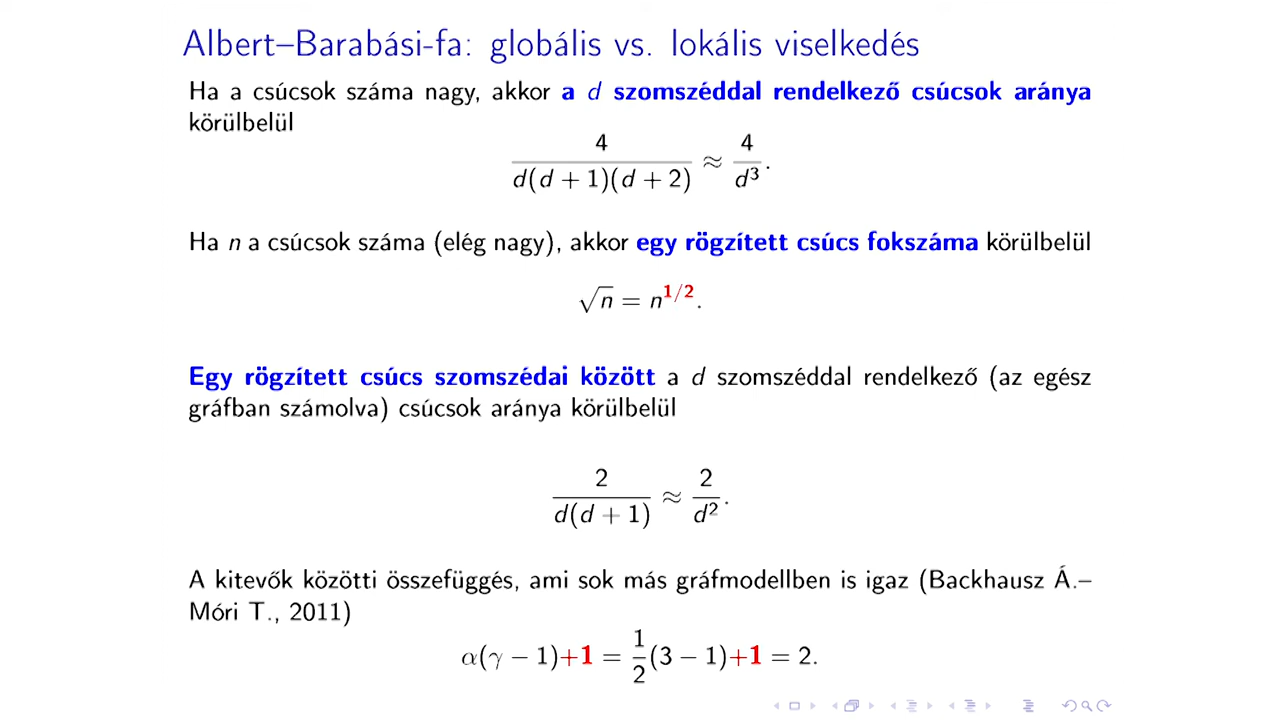 Albert–Barabási-fa: globális vs. lokális viselkedés
Ha a csúcsok száma nagy, akkor a d szomszéddal rendelkező csúcsok aránya
körülbelül
4/(d(d + 1)(d + 2)) ≈ 4/d³.
Ha n a csúcsok száma (elég nagy), akkor egy rögzített csúcs fokszáma körülbelül
√n = n^{1/2}.
Egy rögzített csúcs szomszédai között a d szomszéddal rendelkező (az egész
gráfban számolva) csúcsok aránya körülbelül
2/(d(d + 1)) ≈ 2/d².
A kitevők közötti összefüggés, ami sok más gráfmodellben is igaz (Backhausz Á.–
Móri T., 2011)
α(γ − 1)+1 = 1/2(3 − 1)+1 = 2.